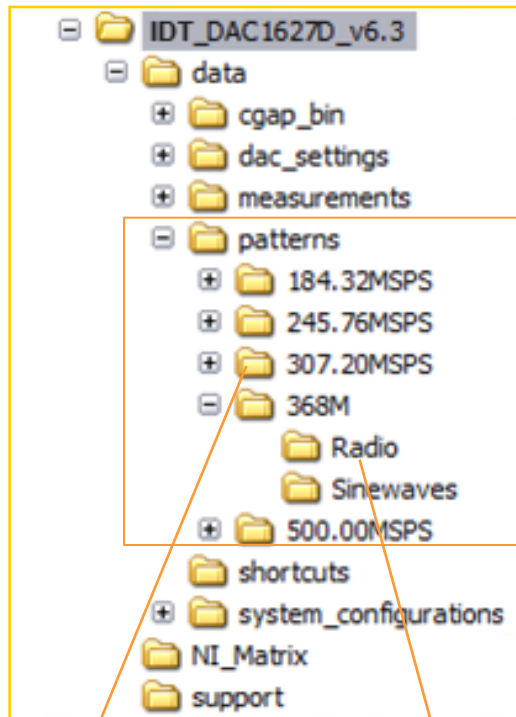 IDT_DAC1627D_v6.3
data
cgap_bin
dac_settings
measurements
patterns
184.32MSPS
245.76MSPS
307.20MSPS
368M
Radio
Sinewaves
500.00MSPS
shortcuts
system_configurations
NI_Matrix
support